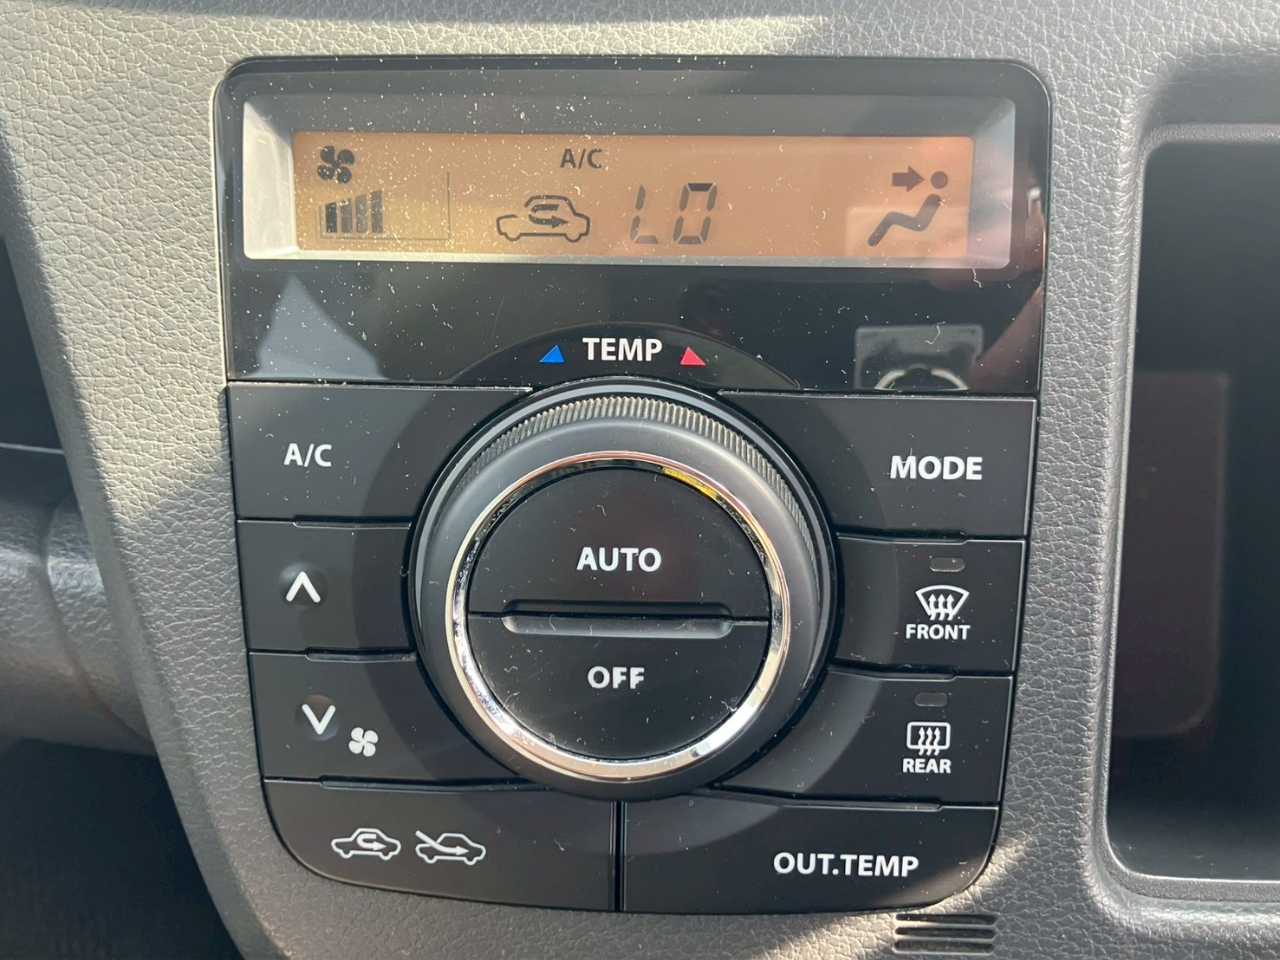 A/C
LO
TEMP
A/C
MODE
AUTO
FRONT
OFF
REAR
OUT.TEMP